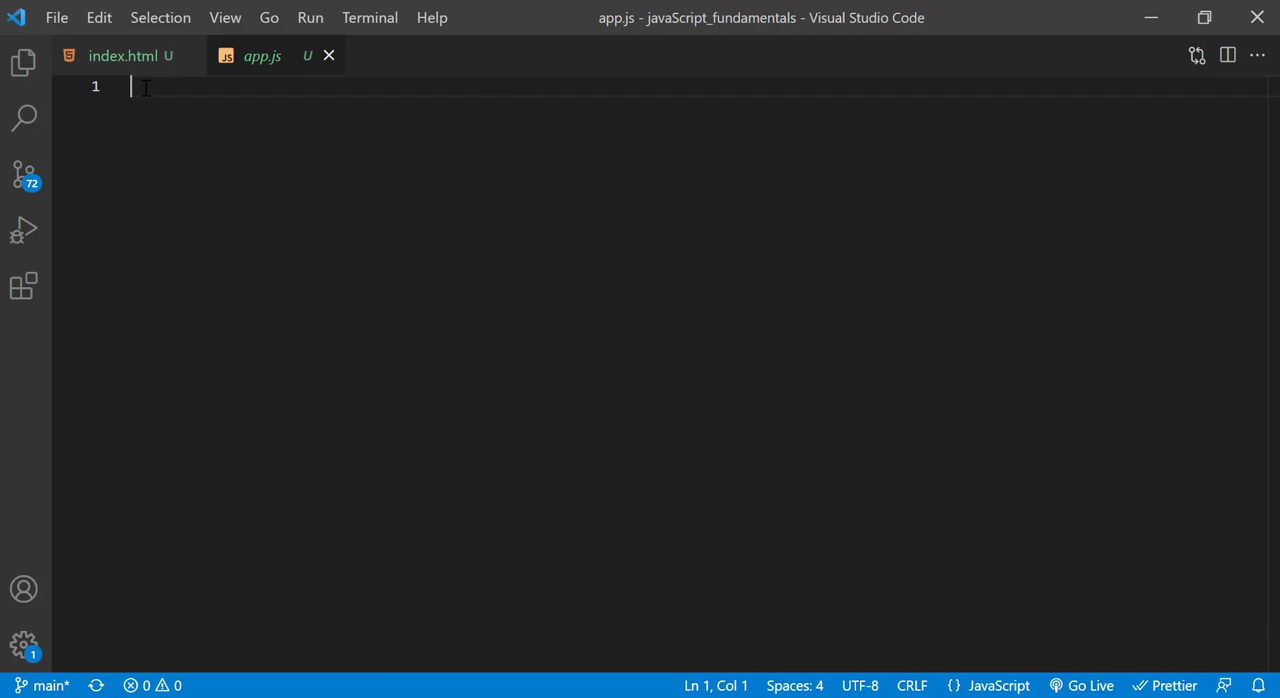 File Edit Selection View Go Run Terminal Help app.js - javaScript_fundamentals - Visual Studio Code
index.html U JS app.js U
1
72
1
main* 0 0 Ln 1, Col 1 Spaces: 4 UTF-8 CRLF {} JavaScript Go Live Prettier